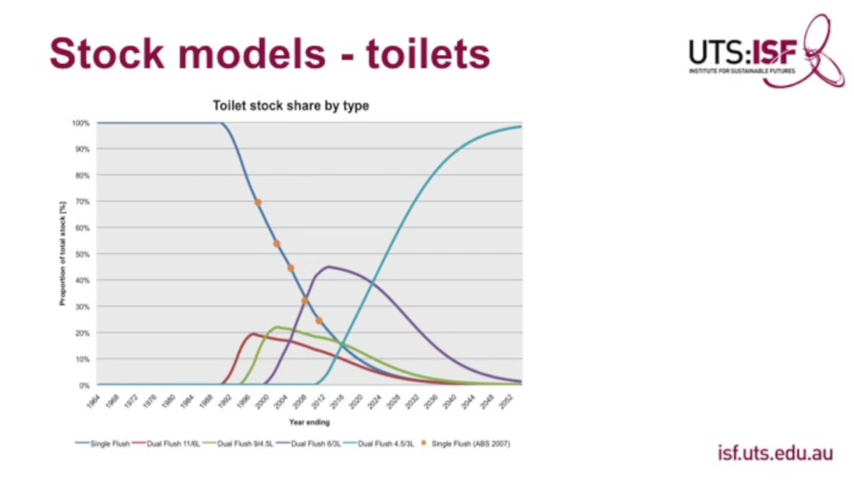 Stock models - toilets
UTS:ISF
INSTITUTE FOR SUSTAINABLE FUTURES
Toilet stock share by type
100%
90%
80%
70%
60%
50%
40%
30%
20%
10%
0%
Proportion of total stock [%]
1964 1968 1972 1976 1980 1984 1988 1992 1996 2000 2004 2008 2012 2016 2020 2024 2028 2032 2036 2040 2044 2048 2052
Year ending
Single Flush Dual Flush 11/6L Dual Flush 9/4.5L Dual Flush 6/3L Dual Flush 4.5/3L Single Flush (ABS 2007)
isf.uts.edu.au